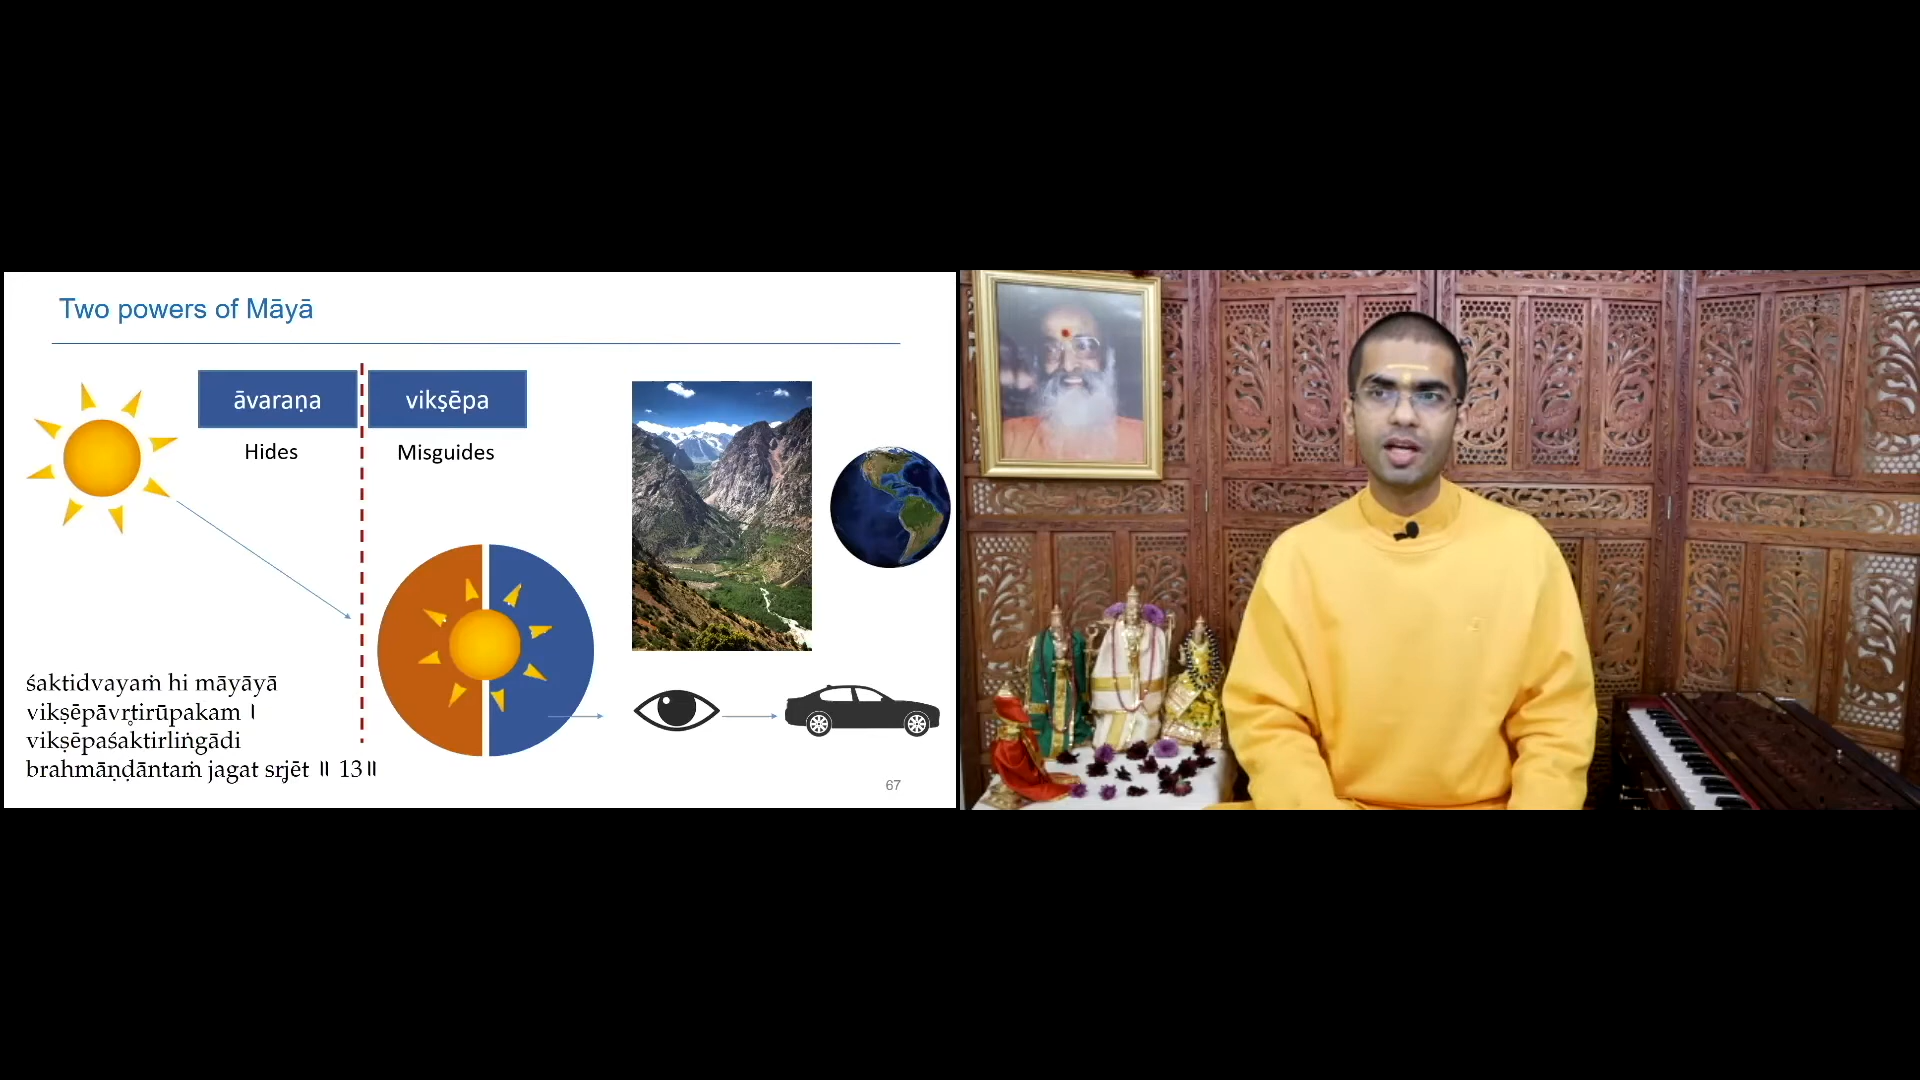 Two powers of Māyā
āvaraṇa
vikṣēpa
Hides
Misguides
śaktidvayaṁ hi māyāyā
vikṣēpāvr̥tirūpakam ।
vikṣēpaśaktirliṅgādi
brahmāṇḍāntaṁ jagat sr̥jēt ॥ 13॥
67